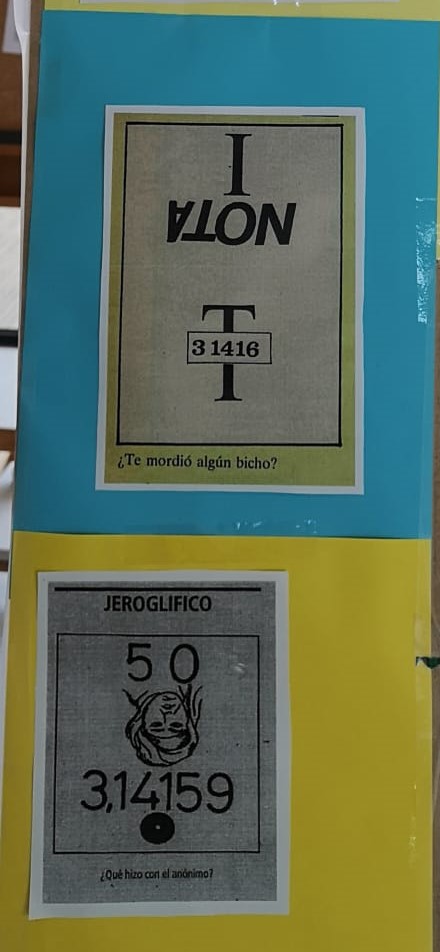 I
NOTA
T
3 1416
¿Te mordió algún bicho?
JEROGLIFICO
5 0
3,14159
¿Qué hizo con el anónimo?